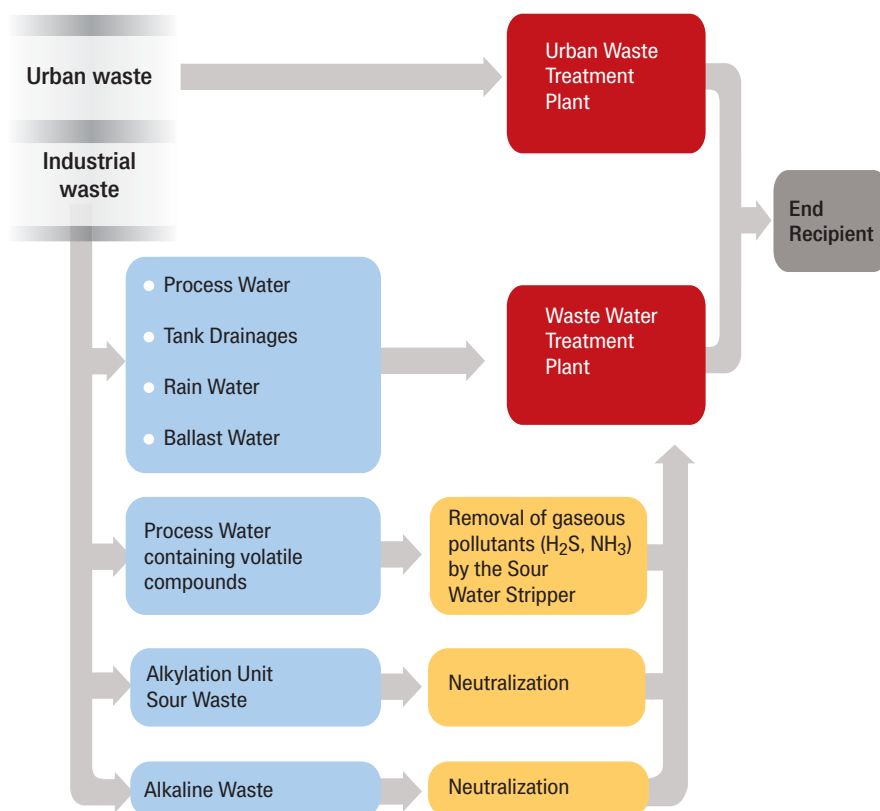 Urban waste
Urban Waste
Treatment
Plant
Industrial
waste
End
Recipient
Process Water
Tank Drainages
Rain Water
Ballast Water
Waste Water
Treatment
Plant
Process Water
containing volatile
compounds
Removal of gaseous
pollutants (H₂S, NH₃)
by the Sour
Water Stripper
Alkylation Unit
Sour Waste
Neutralization
Alkaline Waste
Neutralization